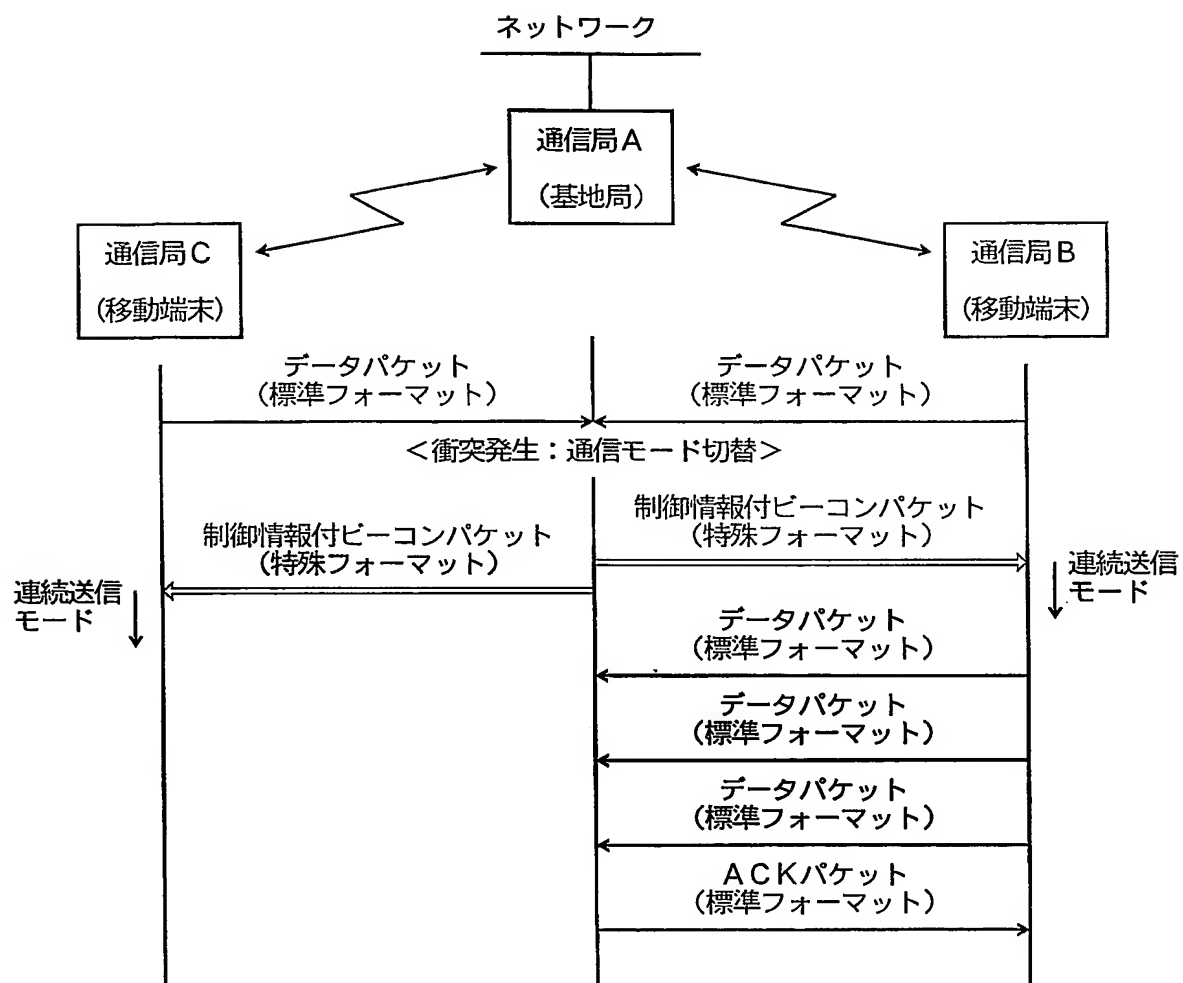 ネットワーク
通信局A
(基地局)
通信局C
(移動端末)
通信局B
(移動端末)
データパケット
(標準フォーマット)
データパケット
(標準フォーマット)
<衝突発生:通信モード切替>
制御情報付ビーコンパケット
(特殊フォーマット)
制御情報付ビーコンパケット
(特殊フォーマット)
連続送信
モード
連続送信
モード
データパケット
(標準フォーマット)
データパケット
(標準フォーマット)
データパケット
(標準フォーマット)
ACKパケット
(標準フォーマット)